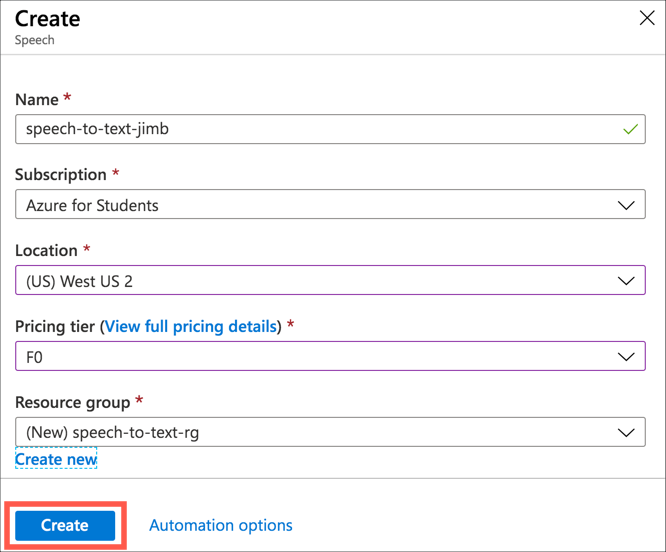 Create
Speech
Name *
speech-to-text-jimb
Subscription *
Azure for Students
Location *
(US) West US 2
Pricing tier (View full pricing details) *
F0
Resource group *
(New) speech-to-text-rg
Create new
Create Automation options